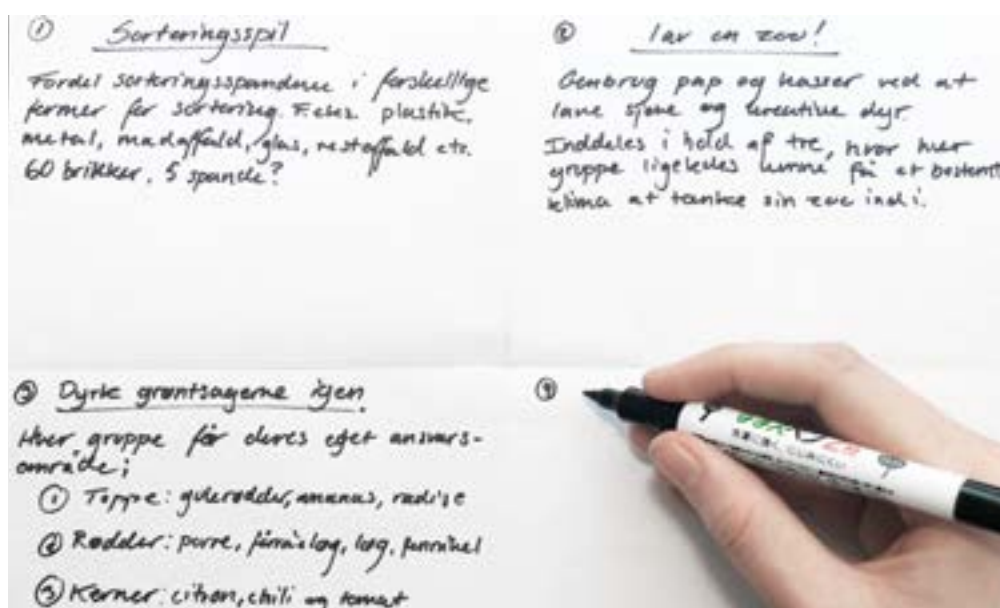 ① Sorteringsspil
Fordel sorteringsspandene i forskellige
former for sortering. F.eks. plastik,
metal, madaffald, glas, restaffald etc.
60 brikker, 5 spande?
② lav en zoo!
Genbrug pap og kasser ved at
lave sjove og kreative dyr.
Inddeles i hold af tre, hvor hver
gruppe ligeledes kunne få et bestemt
klima at tænke sin zoo ind i.
③ Dyrk grøntsagerne igen
Hver gruppe får deres eget ansvars-
område;
① Toppe: gulerødder, ananas, radise
② Rødder: porre, forårsløg, løg, fennikel
③ Kerner: citron, chili og tomat
④